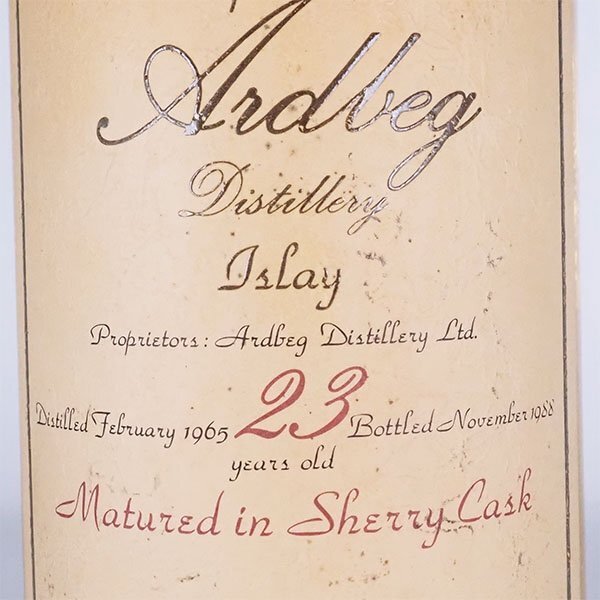 Ardbeg
Distillery
Islay
Proprietors: Ardbeg Distillery Ltd.
Distilled February 1965 23 Bottled November 1988
years old
Matured in Sherry Cask